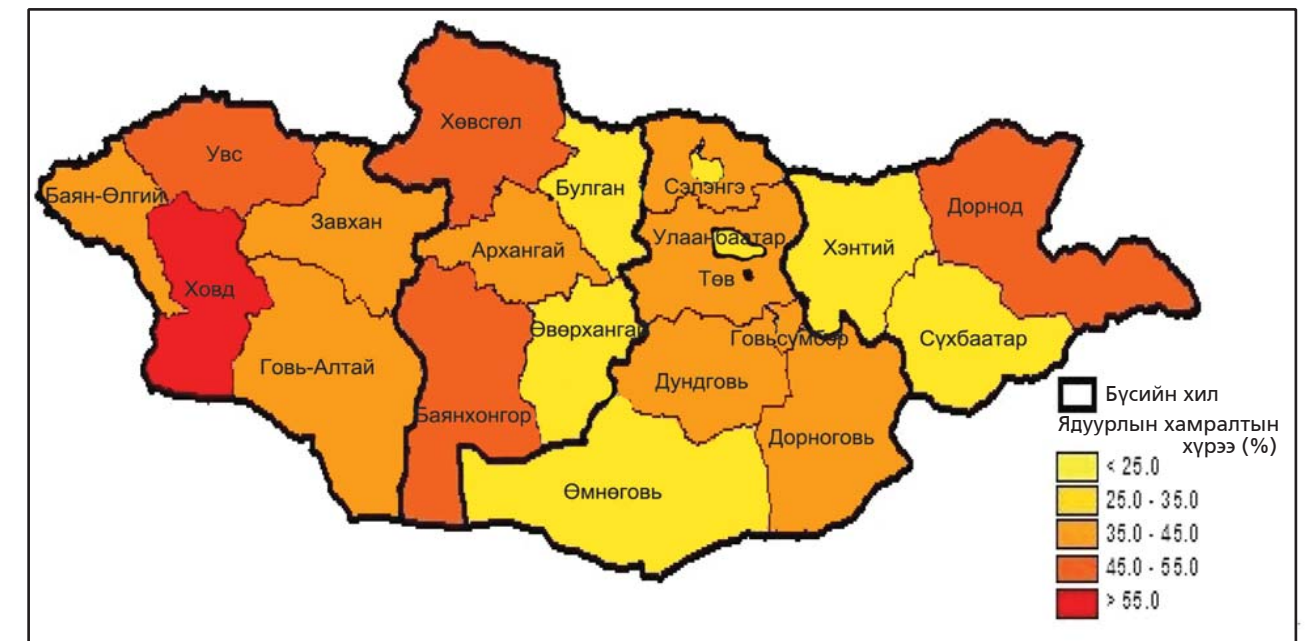 Хөвсгөл
Увс
Баян-Өлгий
Завхан
Булган
Сэлэнгэ
Дорнод
Архангай
Улаанбаатар
Хэнтий
Төв
Ховд
Өвөрхангай
Говьсүмбэр
Сүхбаатар
Говь-Алтай
Дундговь
Баянхонгор
Дорноговь
Өмнөговь
Бүсийн хил
Ядуурлын хамралтын
хүрээ (%)
< 25.0
25.0 - 35.0
35.0 - 45.0
45.0 - 55.0
> 55.0